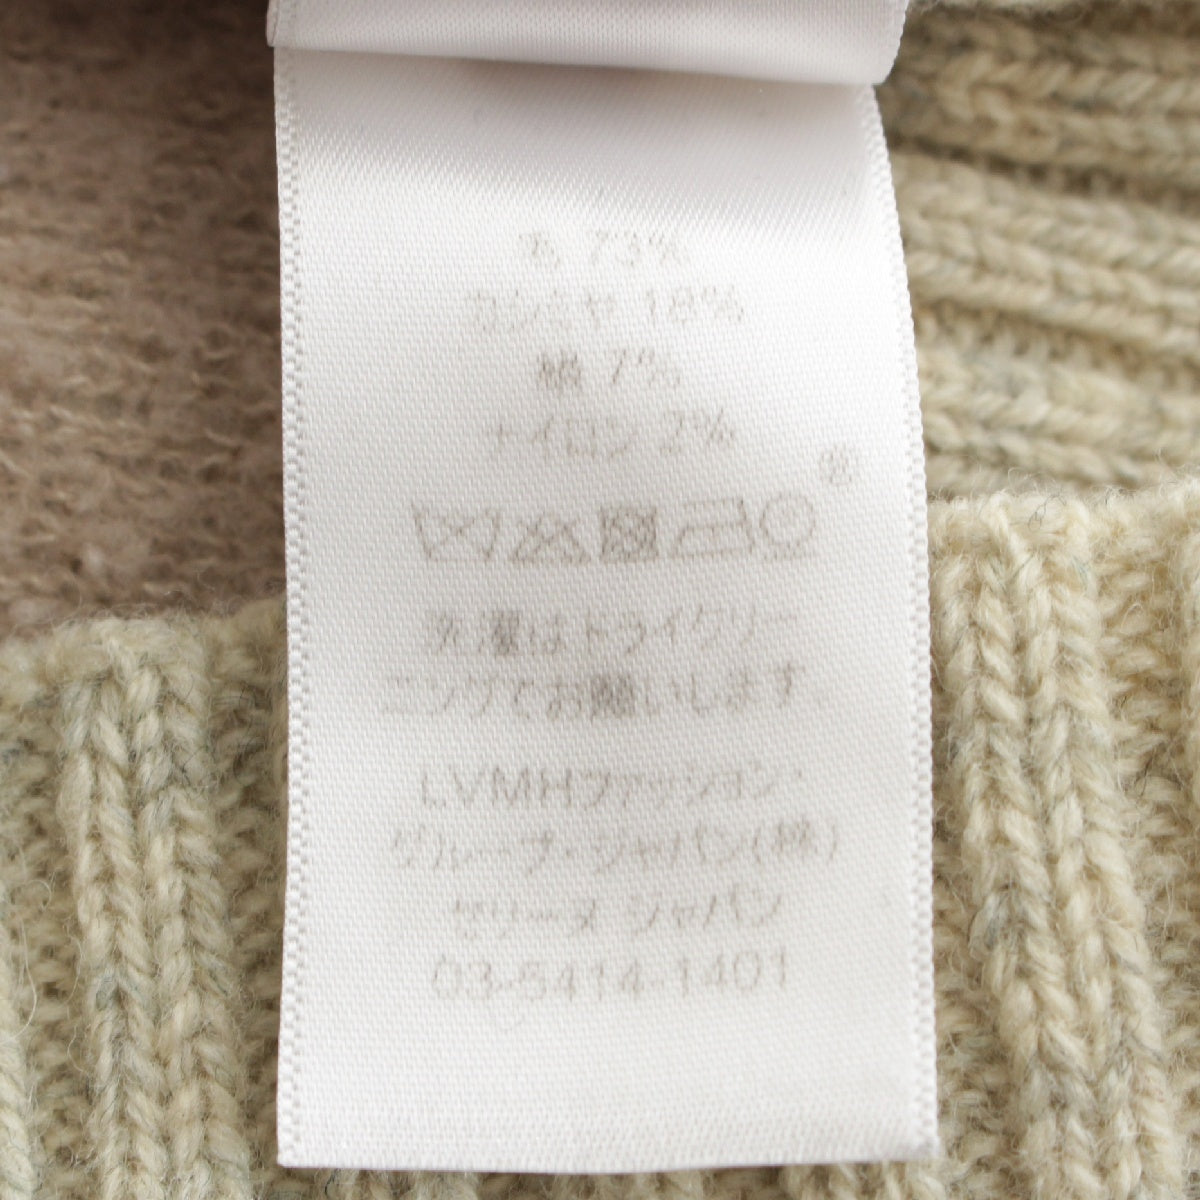 毛 73%
カシミヤ 18%
絹 7%
ナイロン 2%
®
洗濯はドライクリー
ニングでお願いします.
LVMHファッション・
グループ・ジャパン(株)
セリーヌ ジャパン
03-5414-1401